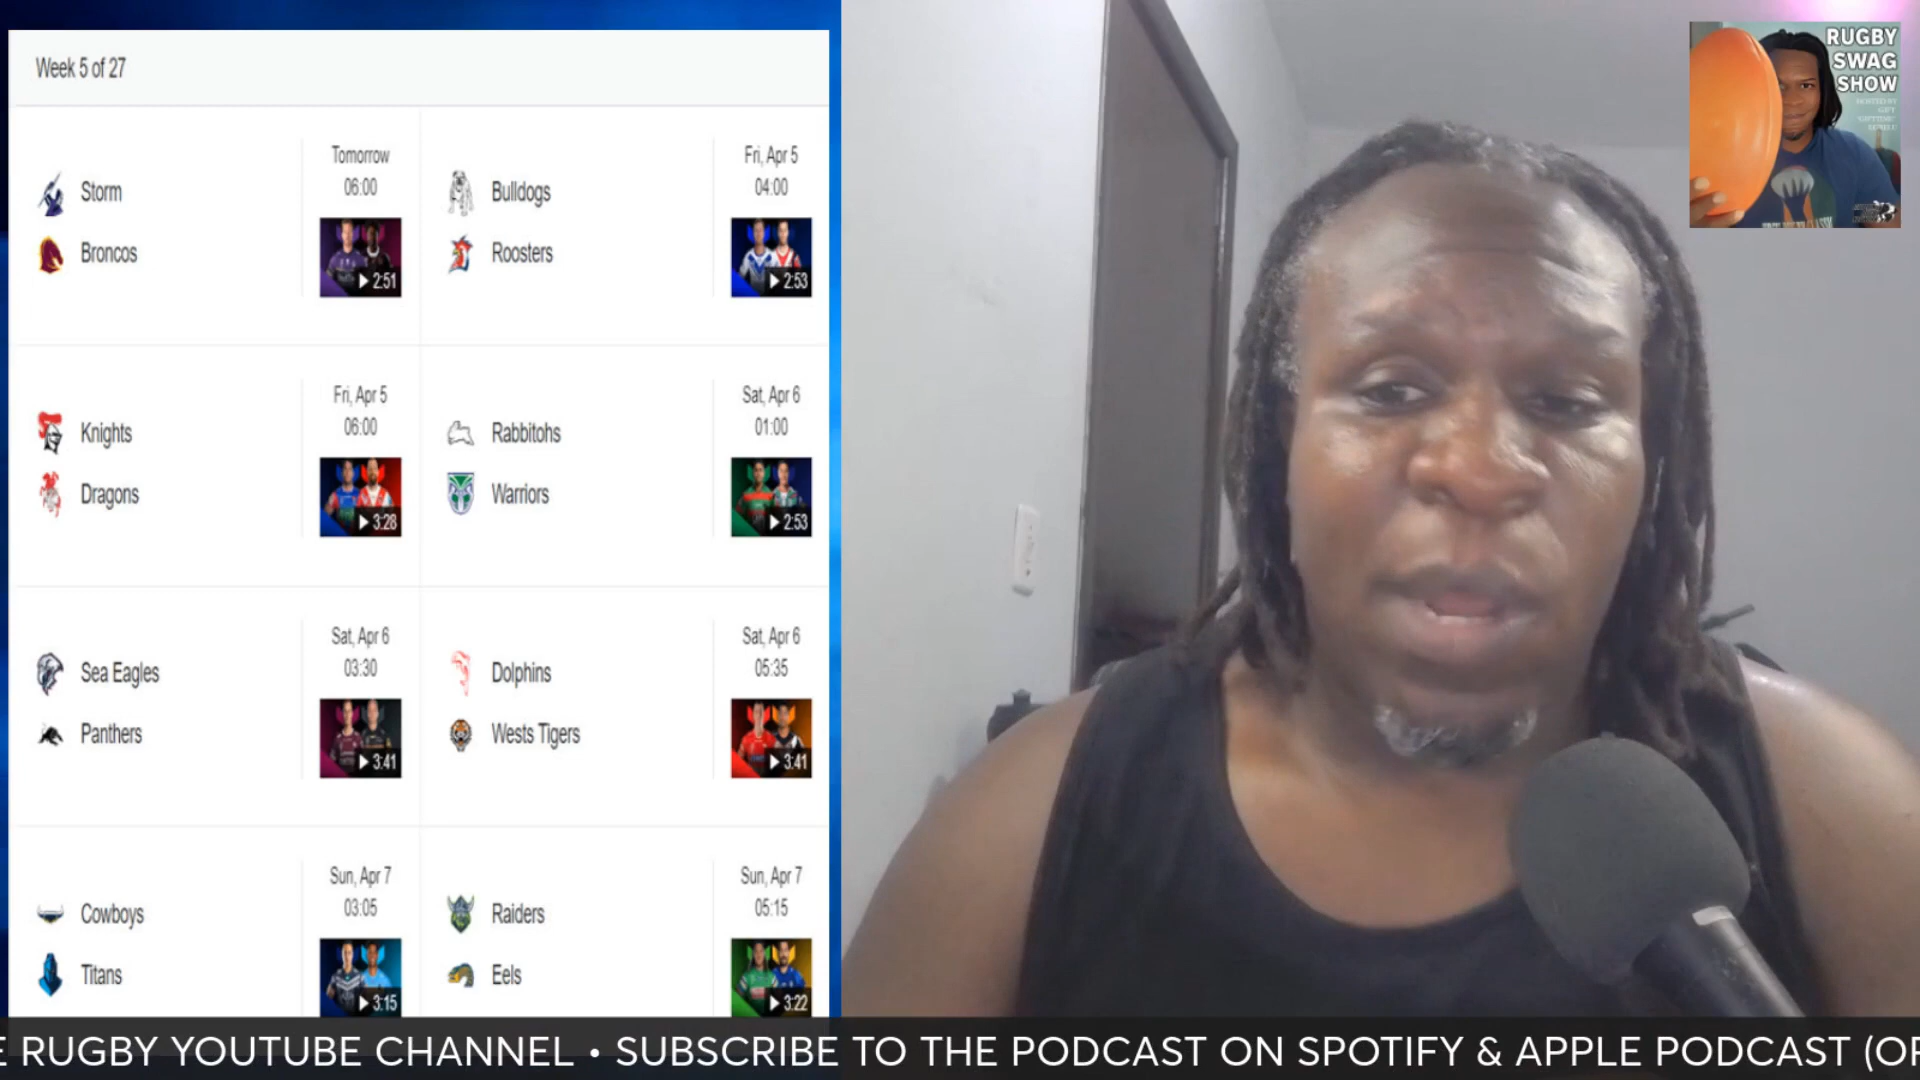 Week 5 of 27
Storm
Broncos
Tomorrow
06:00
2:51
Bulldogs
Roosters
Fri, Apr 5
04:00
2:53
Knights
Dragons
Fri, Apr 5
06:00
3:28
Rabbitohs
Warriors
Sat, Apr 6
01:00
2:53
Sea Eagles
Panthers
Sat, Apr 6
03:30
3:41
Dolphins
Wests Tigers
Sat, Apr 6
05:35
3:41
Cowboys
Titans
Sun, Apr 7
03:05
3:15
Raiders
Eels
Sun, Apr 7
05:15
3:22
RUGBY
SWAG
SHOW
HOSTED BY
GIFT
E RUGBY YOUTUBE CHANNEL • SUBSCRIBE TO THE PODCAST ON SPOTIFY & APPLE PODCAST (OR